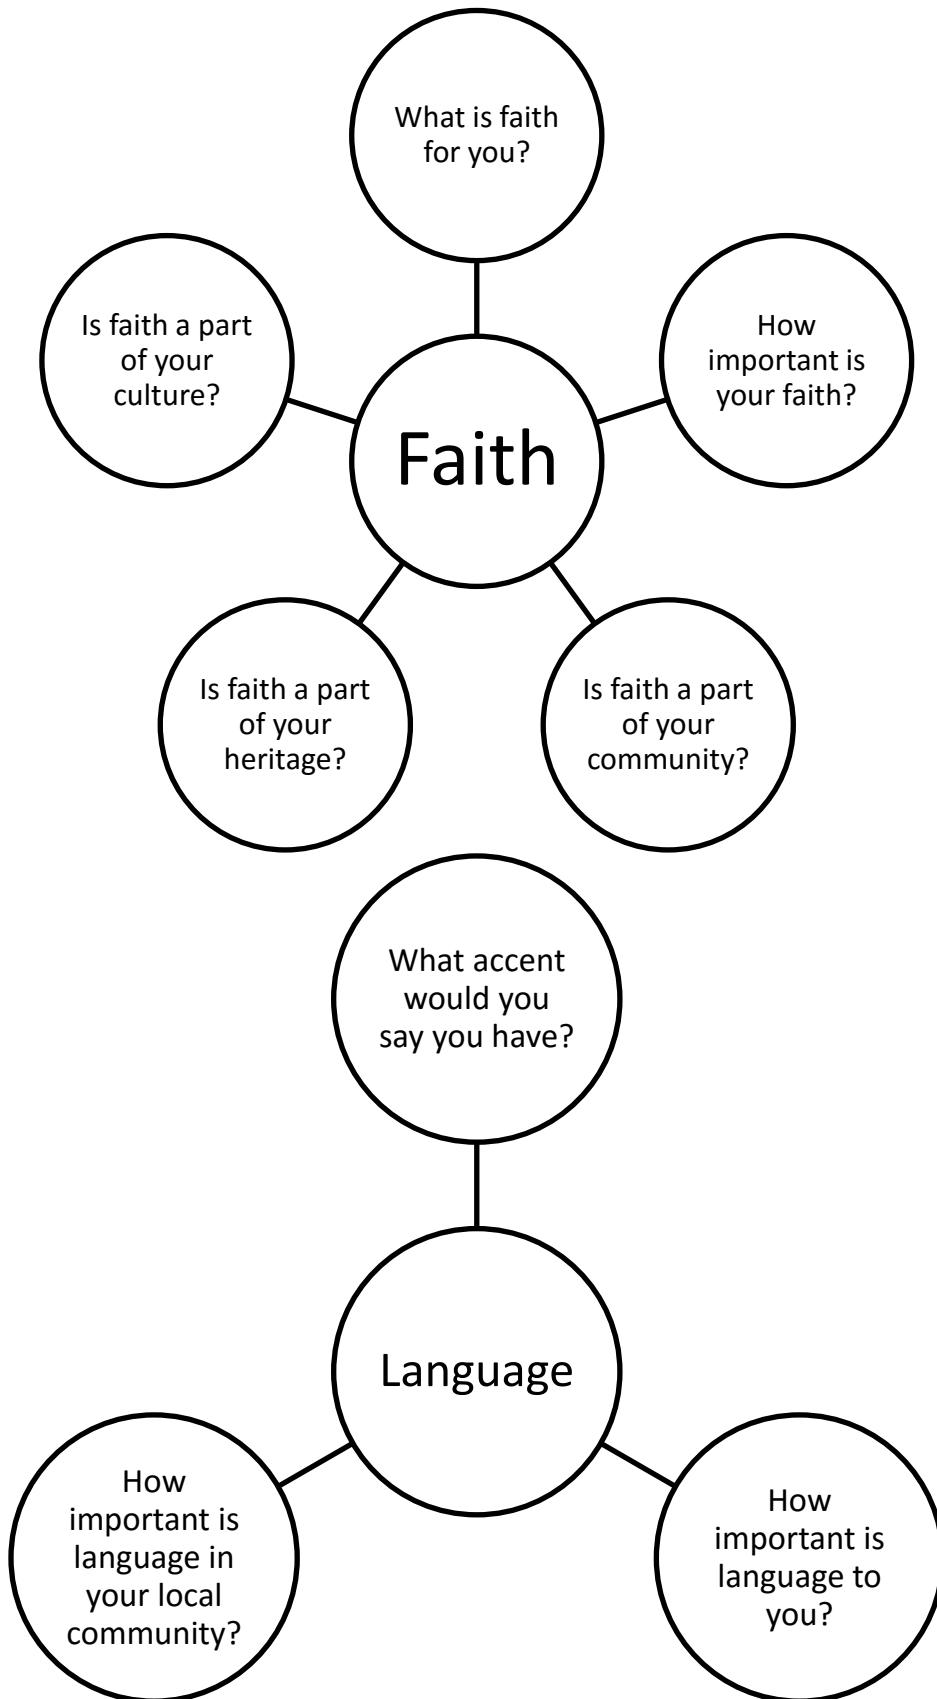 What is faith
for you?
Is faith a part
of your
culture?
How
important is
your faith?
Faith
Is faith a part
of your
heritage?
Is faith a part
of your
community?
What accent
would you
say you have?
Language
How
important is
language in
your local
community?
How
important is
language to
you?